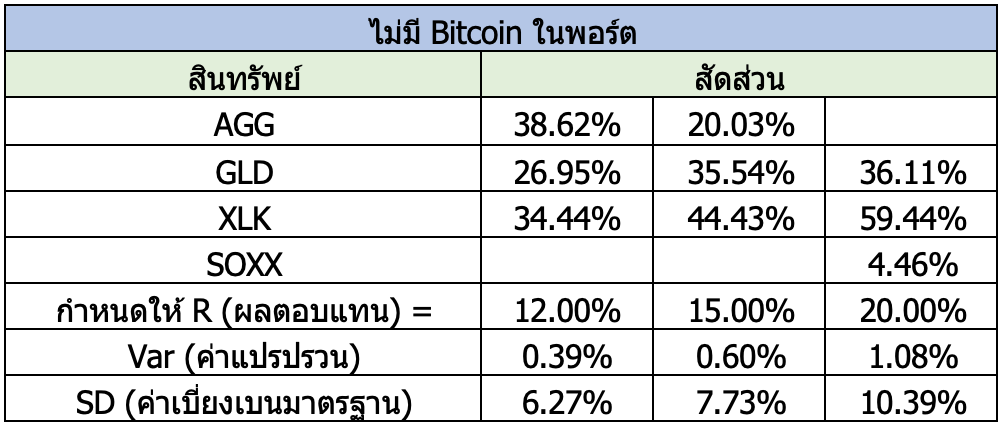 ไม่มี Bitcoin ในพอร์ต
สินทรัพย์ สัดส่วน
AGG 38.62% 20.03%
GLD 26.95% 35.54% 36.11%
XLK 34.44% 44.43% 59.44%
SOXX 4.46%
กำหนดให้ R (ผลตอบแทน) = 12.00% 15.00% 20.00%
Var (ค่าแปรปรวน) 0.39% 0.60% 1.08%
SD (ค่าเบี่ยงเบนมาตรฐาน) 6.27% 7.73% 10.39%